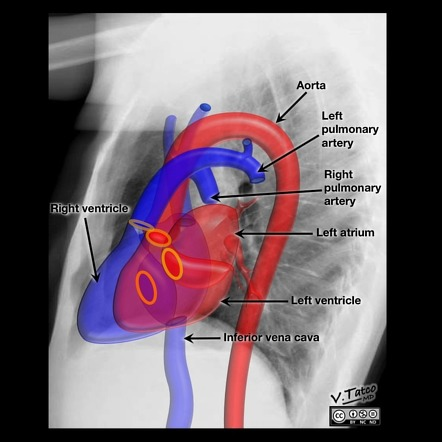 Aorta
Left
pulmonary
artery
Right
pulmonary
artery
Right ventricle
Left atrium
Left ventricle
Inferior vena cava
V. Tatco
MD
cc
BY NC ND